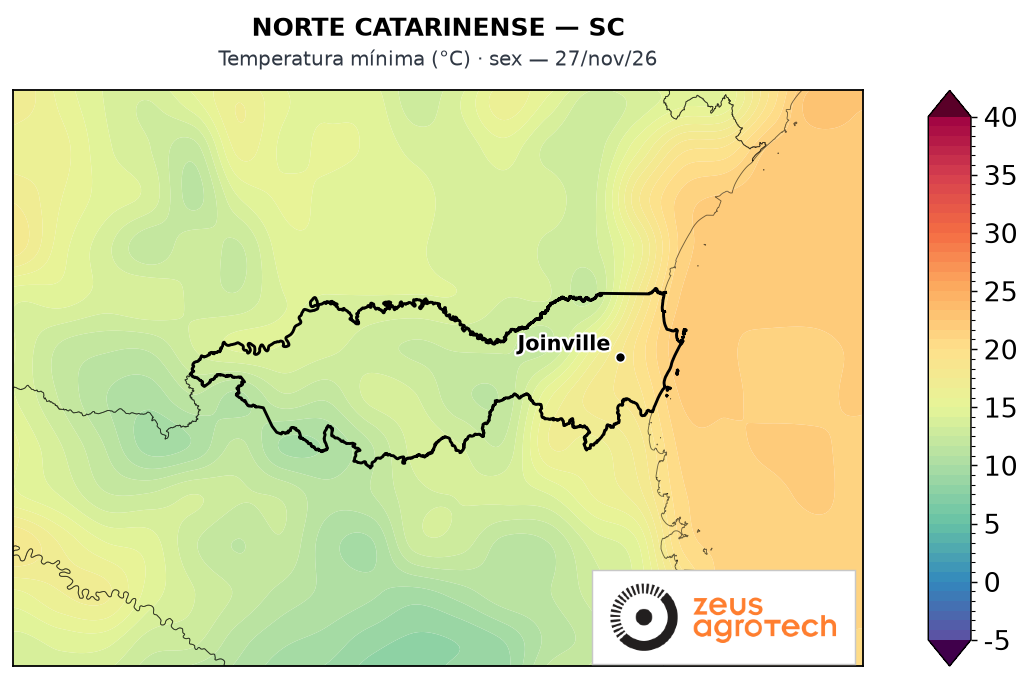 NORTE CATARINENSE — SC
Temperatura mínima (°C) · sex — 27/nov/26
Joinville
40
35
30
25
20
15
10
5
0
-5
zeus
agrotech